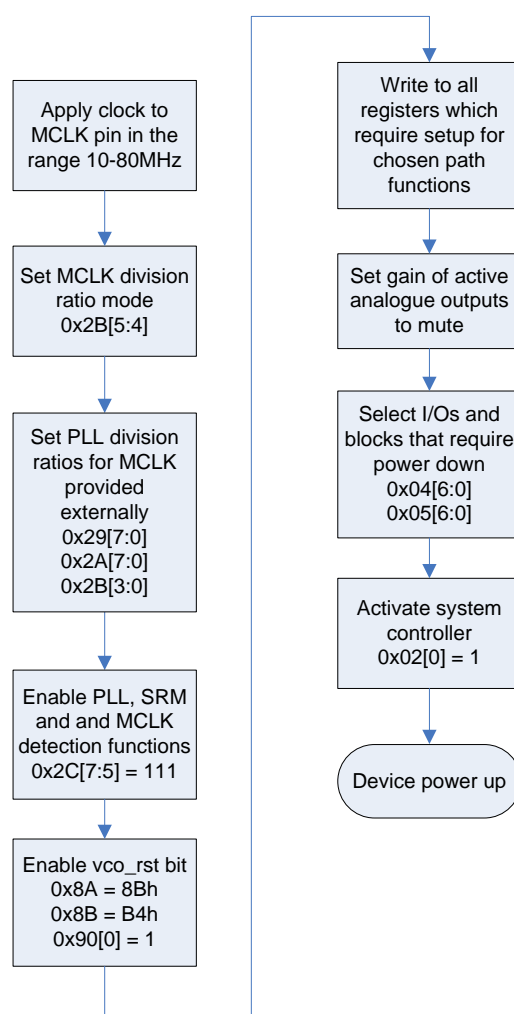 Apply clock to
MCLK pin in the
range 10-80MHz
Set MCLK division
ratio mode
0x2B[5:4]
Set PLL division
ratios for MCLK
provided
externally
0x29[7:0]
0x2A[7:0]
0x2B[3:0]
Enable PLL, SRM
and and MCLK
detection functions
0x2C[7:5] = 111
Enable vco_rst bit
0x8A = 8Bh
0x8B = B4h
0x90[0] = 1
Write to all
registers which
require setup for
chosen path
functions
Set gain of active
analogue outputs
to mute
Select I/Os and
blocks that require
power down
0x04[6:0]
0x05[6:0]
Activate system
controller
0x02[0] = 1
Device power up